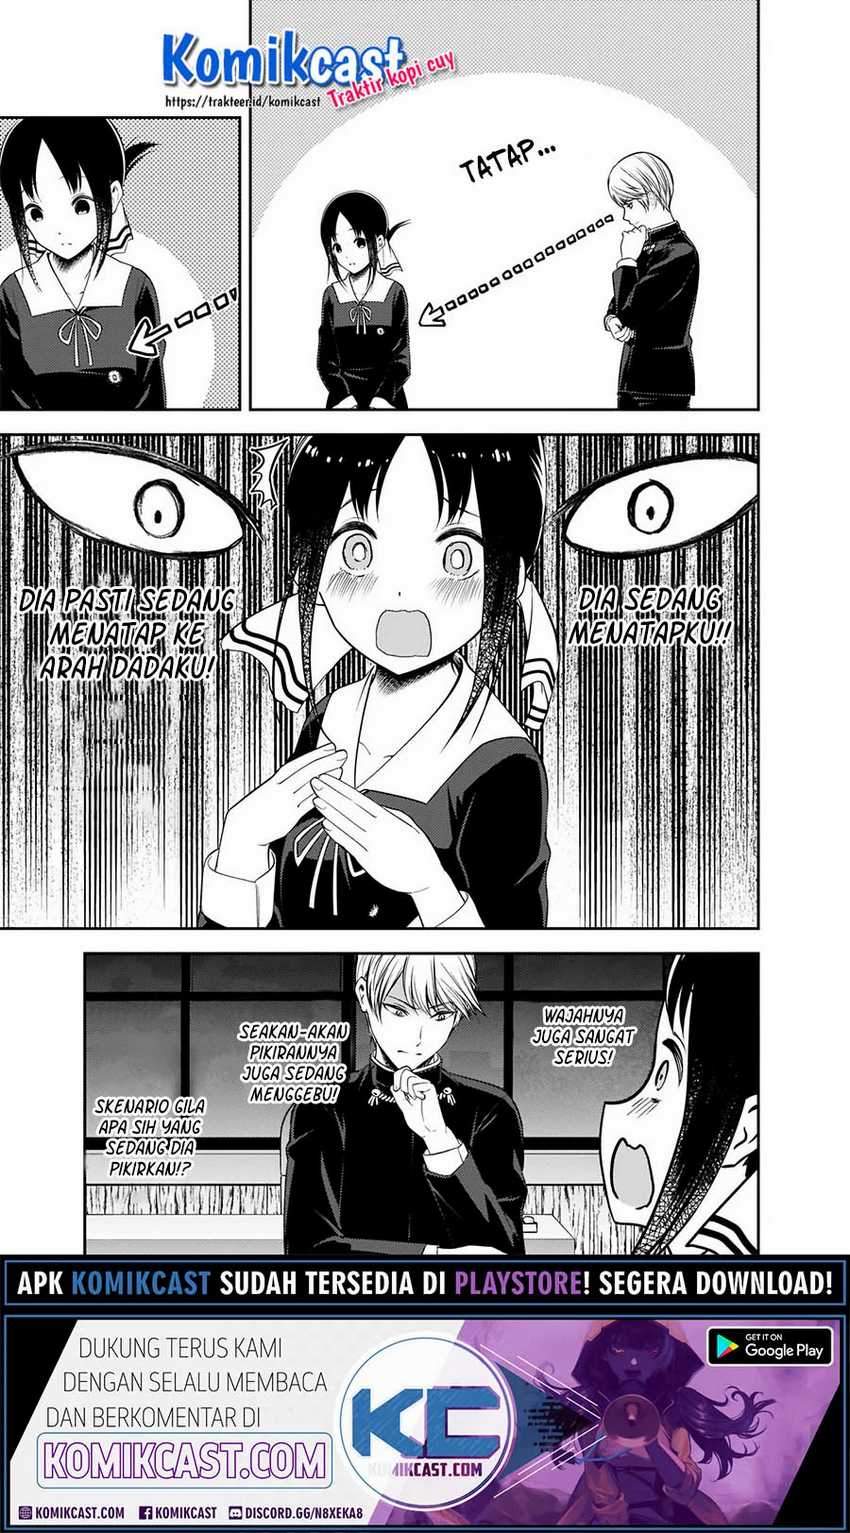 Komikcast
Traktir kopi cuy
https://trakteer.id/komikcast
TATAP...
DIA SEDANG
MENATAPKU!!
DIA PASTI SEDANG
MENATAP KE
ARAH DADAKU!
WAJAHNYA
JUGA SANGAT
SERIUS!
SEAKAN-AKAN
PIKIRANNYA
JUGA SEDANG
MENGGEBU!
SKENARIO GILA
APA SIH YANG
SEDANG DIA
PIKIRKAN!?
APK KOMIKCAST SUDAH TERSEDIA DI PLAYSTORE! SEGERA DOWNLOAD!
DUKUNG TERUS KAMI
DENGAN SELALU MEMBACA
DAN BERKOMENTAR DI
KOMIKCAST.COM
KC
KOMIKCAST.COM
GET IT ON
Google Play
KOMIKCAST.COM KOMIKCAST DISCORD.GG/N8XEKA8